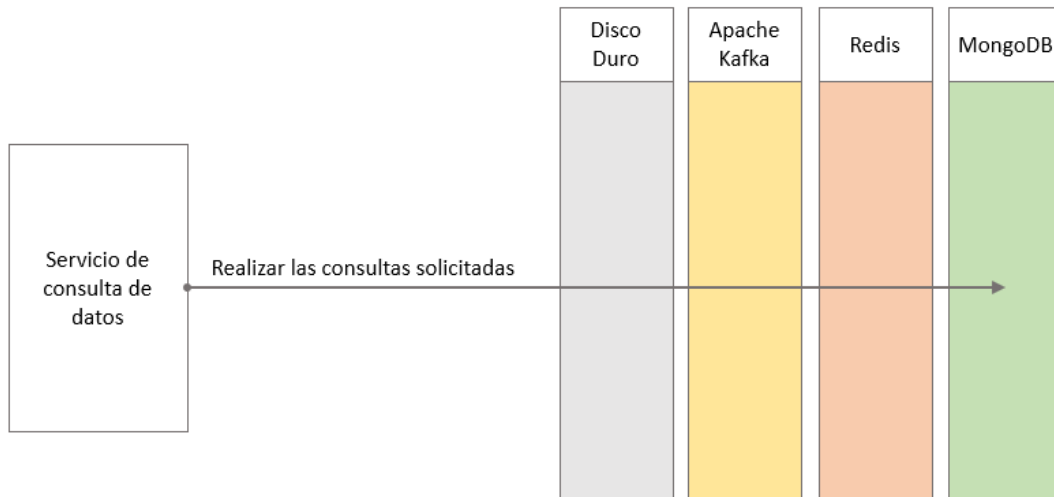 Disco
Duro
Apache
Kafka
Redis
MongoDB
Servicio de
consulta de
datos
Realizar las consultas solicitadas